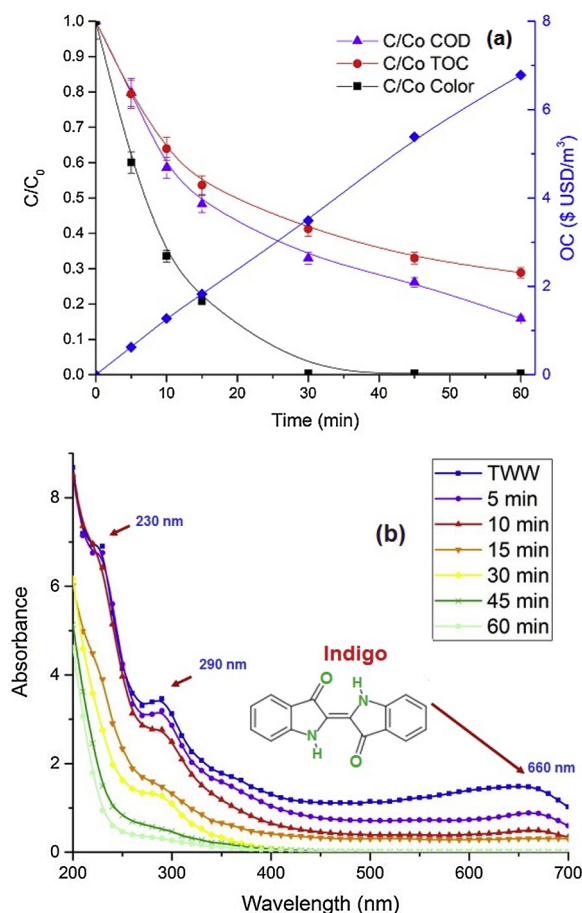 (a)
C/Co COD
C/Co TOC
C/Co Color
1.0
0.9
0.8
0.7
0.6
0.5
0.4
0.3
0.2
0.1
0.0
C/C0
8
7
6
5
4
3
2
1
0
OC ($ USD/m³)
0 10 20 30 40 50 60
Time (min)
(b)
TWW
5 min
10 min
15 min
30 min
45 min
60 min
230 nm
290 nm
660 nm
Indigo
O
H
N
N
H
O
8
6
4
2
0
Absorbance
200 300 400 500 600 700
Wavelength (nm)